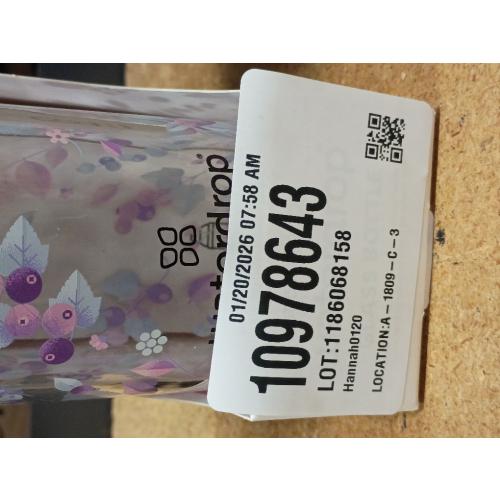 waterdrop®
01/20/2026 07:58 AM
10978643
LOT:1186068158
Hannah0120
LOCATION:A-1809-C-3